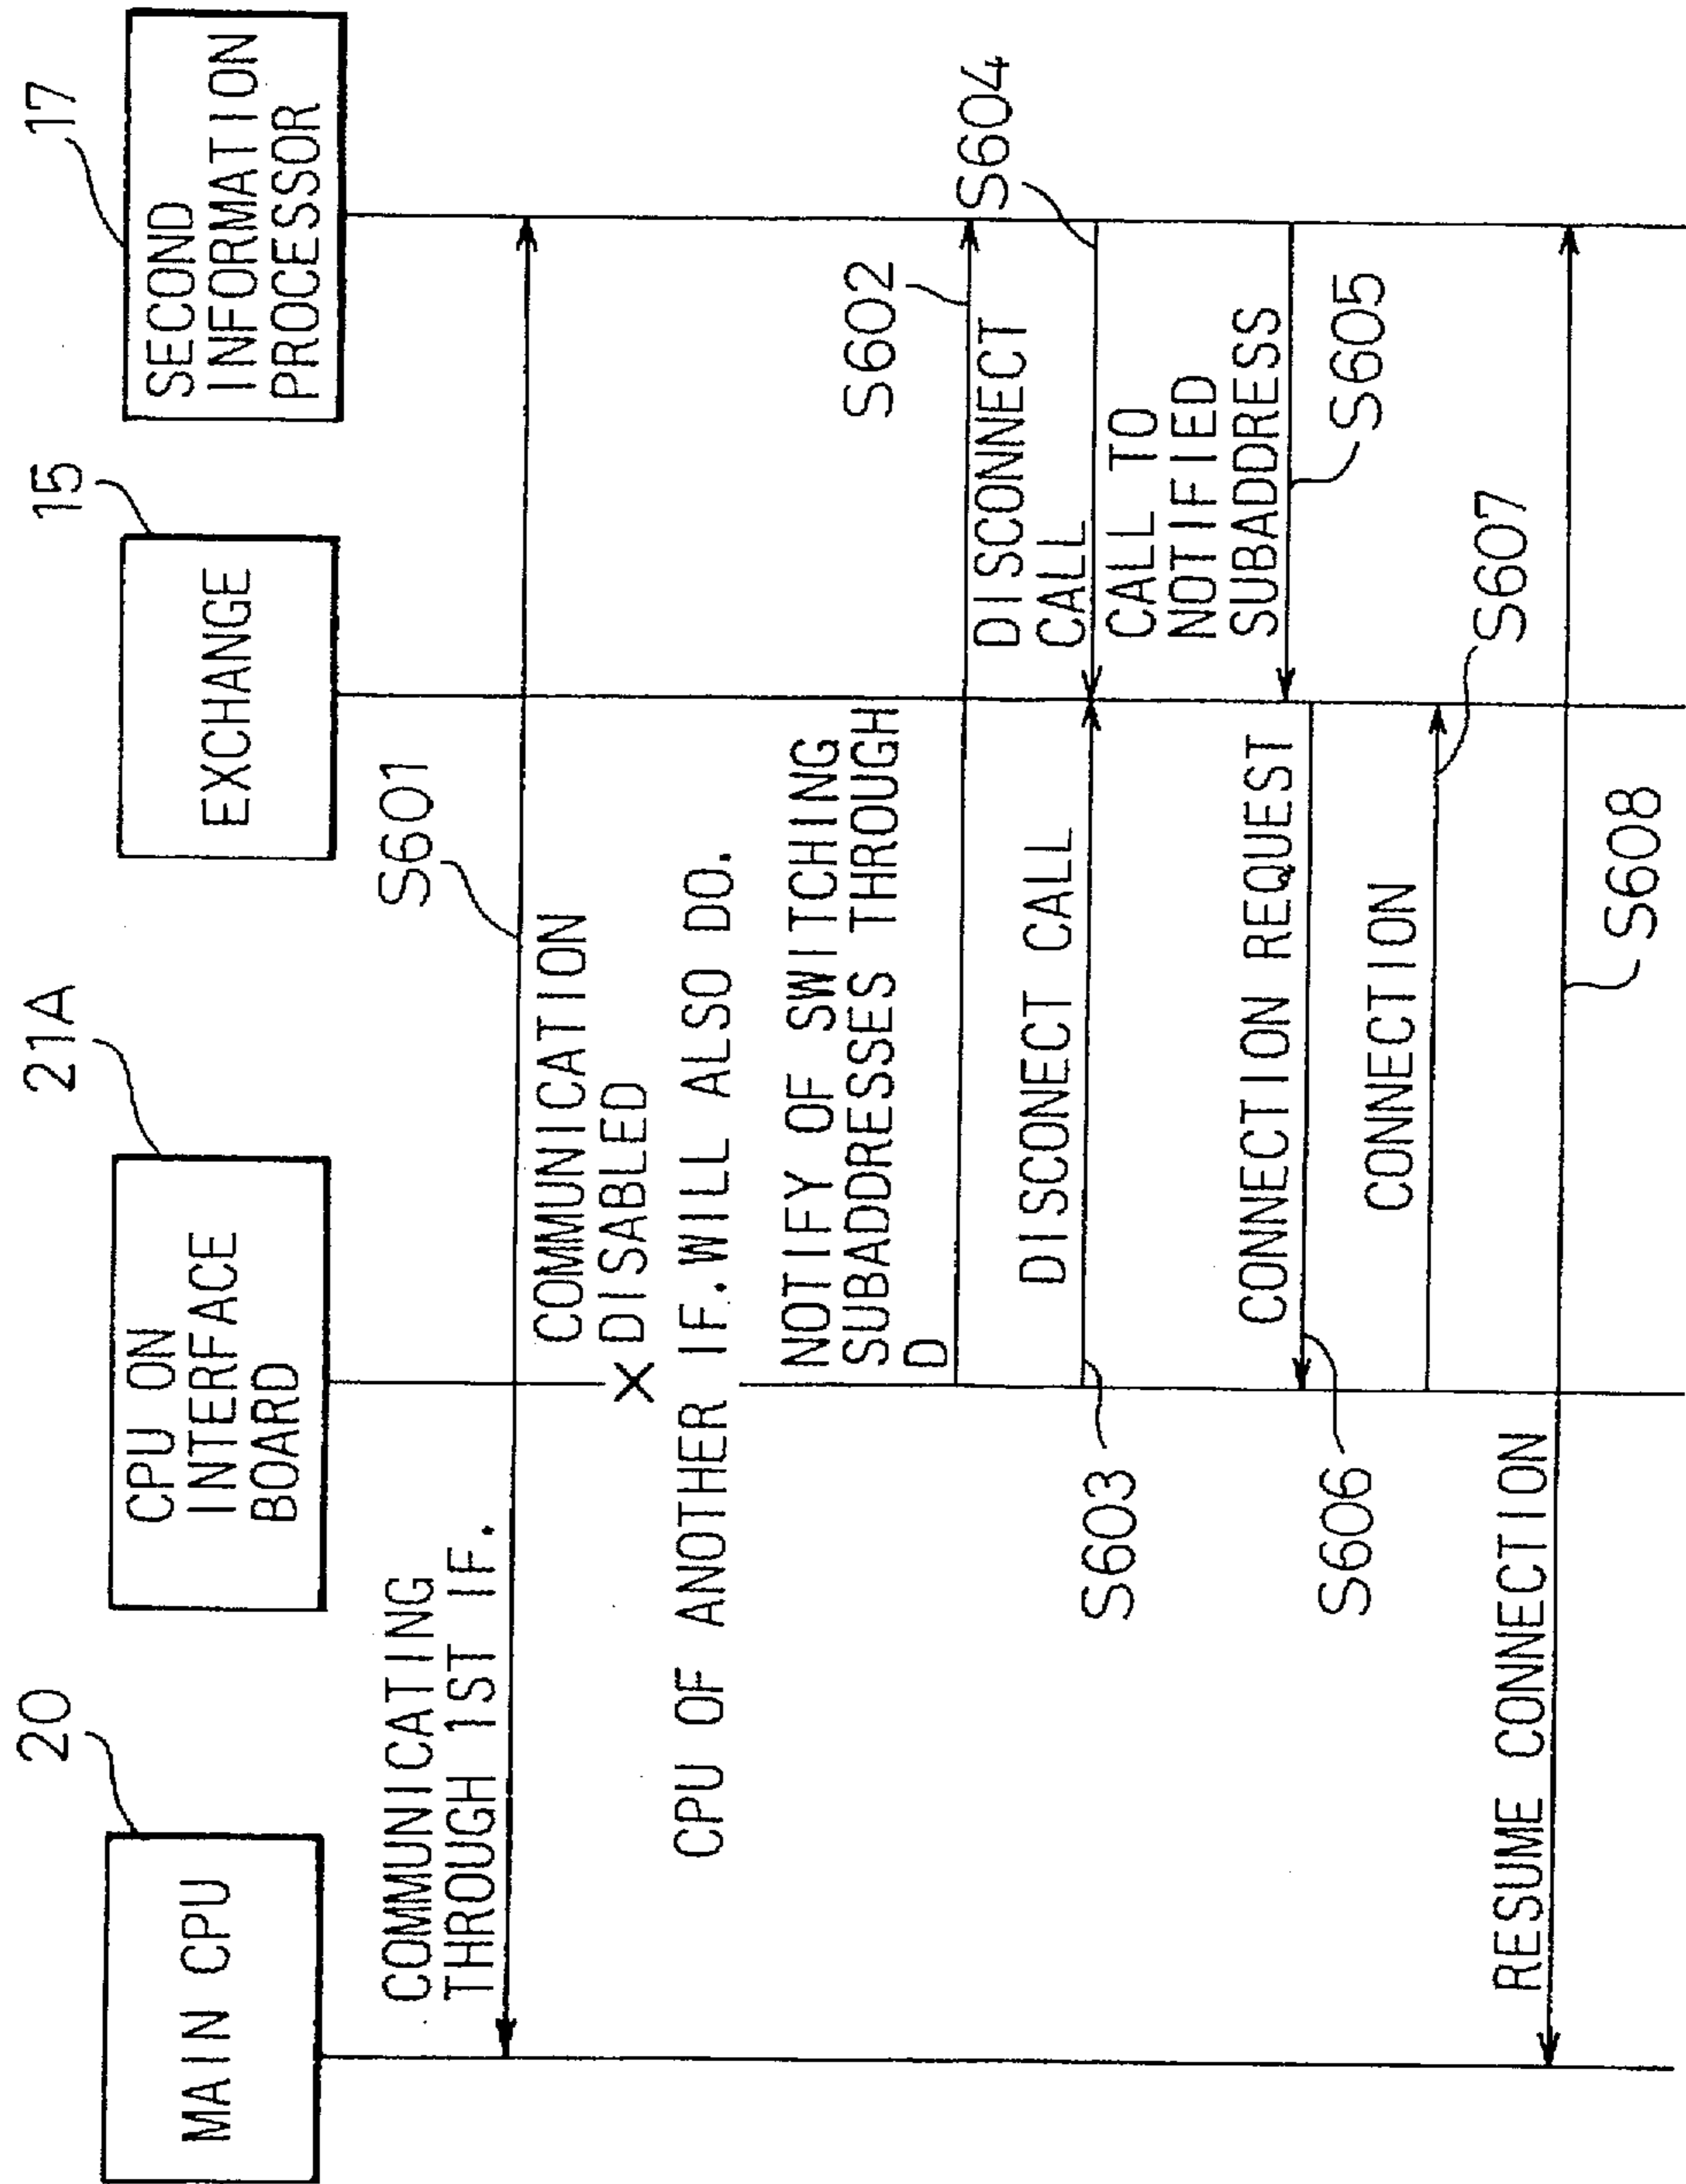 20
21A
15
17
MAIN CPU
CPU ON
INTERFACE
BOARD
EXCHANGE
SECOND
INFORMATION
PROCESSOR
COMMUNICATING
THROUGH 1ST IF.
S601
COMMUNICATION
DISABLED
X
CPU OF ANOTHER IF.WILL ALSO DO.
NOTIFY OF SWITCHING
SUBADDRESSES THROUGH
D
S602
DISCONNECT
CALL
S604
DISCONECT CALL
S603
CALL TO
NOTIFIED
SUBADDRESS
S605
CONNECTION REQUEST
S606
CONNECTION
S607
RESUME CONNECTION
S608